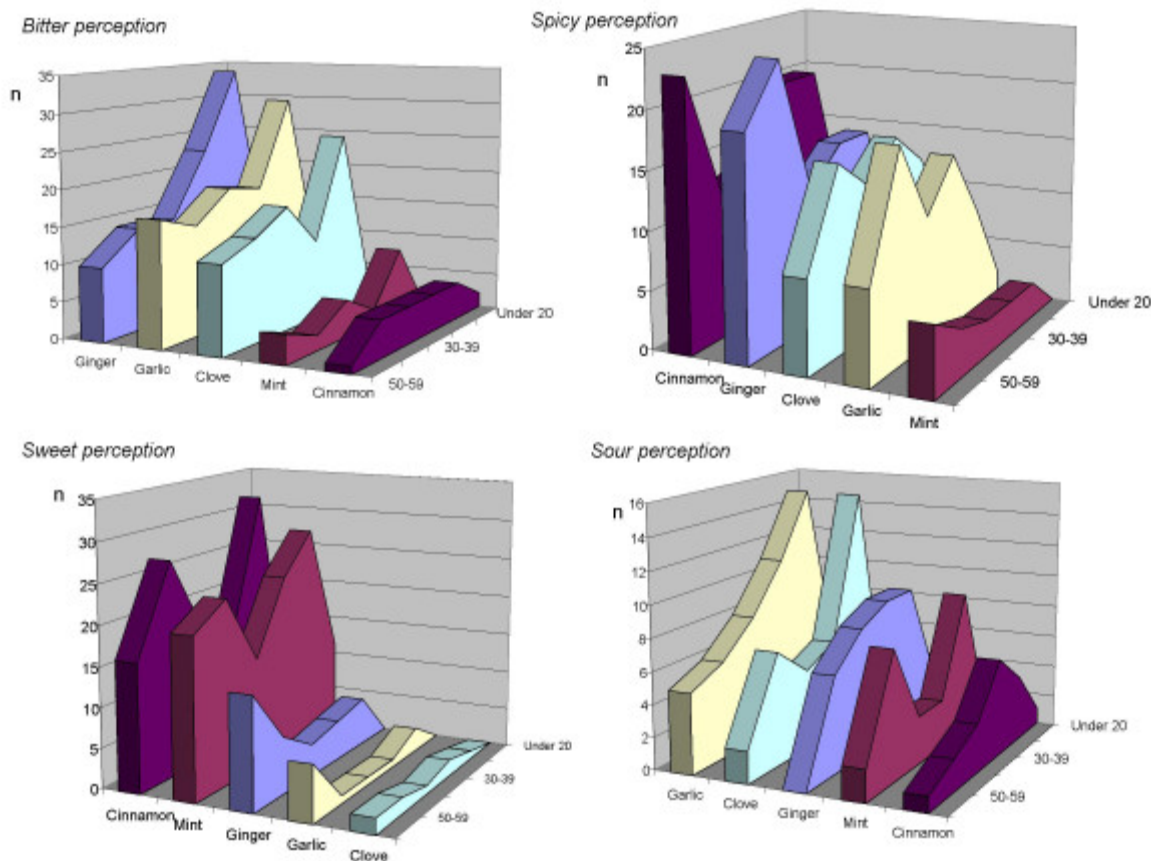 Bitter perception
n
35
30
25
20
15
10
5
0
Ginger
Garlic
Clove
Mint
Cinnamon
50-59
30-39
Under 20
Spicy perception
n
25
20
15
10
5
0
Cinnamon
Ginger
Clove
Garlic
Mint
50-59
30-39
Under 20
Sweet perception
n
35
30
25
20
15
10
5
0
Cinnamon
Mint
Ginger
Garlic
Clove
50-59
30-39
Under 20
Sour perception
n
16
14
12
10
8
6
4
2
0
Garlic
Clove
Ginger
Mint
Cinnamon
50-59
30-39
Under 20